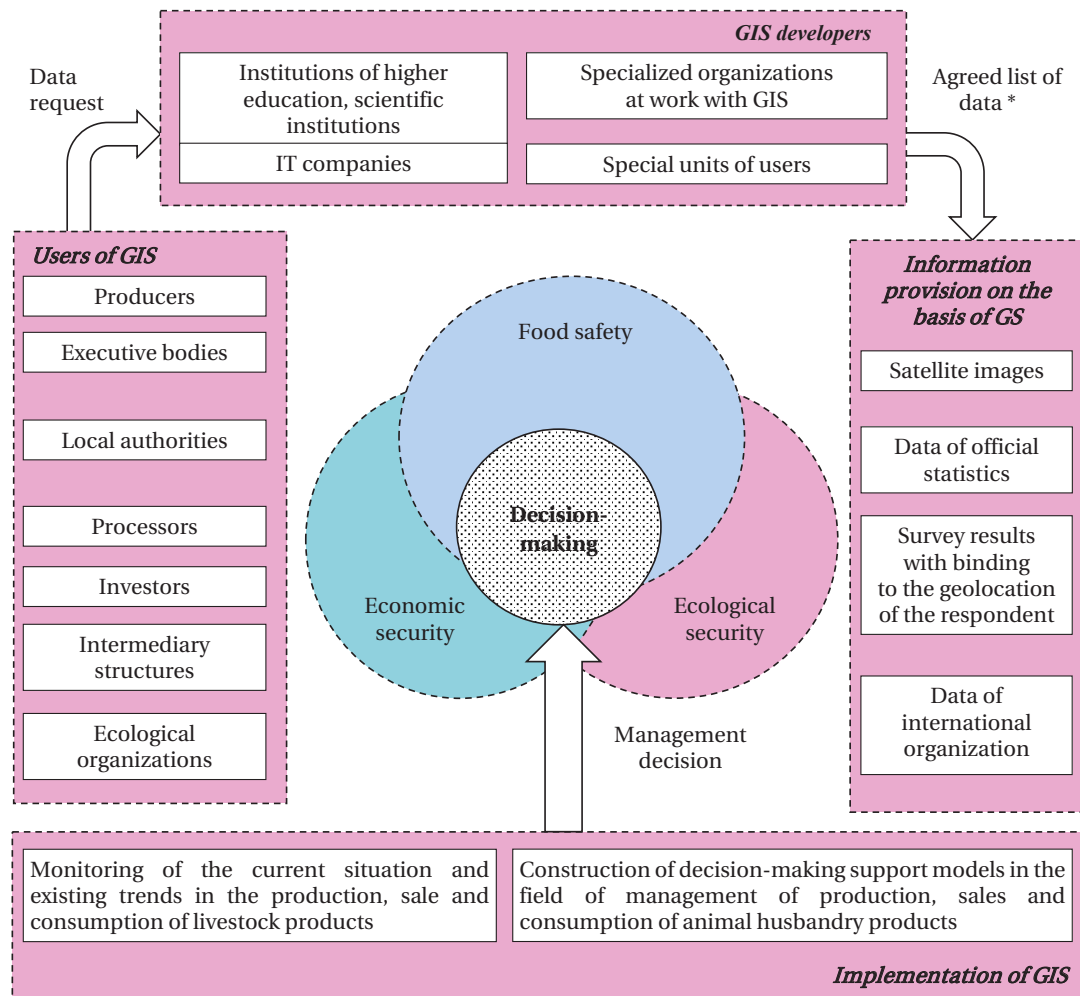 GIS developers
Data
request
Institutions of higher
education, scientific
institutions
IT companies
Specialized organizations
at work with GIS
Special units of users
Agreed list of
data *
Users of GIS
Producers
Executive bodies
Local authorities
Processors
Investors
Intermediary
structures
Ecological
organizations
Food safety
Decision-
making
Economic
security
Ecological
security
Management
decision
Information
provision on the
basis of GS
Satellite images
Data of official
statistics
Survey results
with binding
to the geolocation
of the respondent
Data of
international
organization
Monitoring of the current situation and
existing trends in the production, sale and
consumption of livestock products
Construction of decision-making support models in the
field of management of production, sales and
consumption of animal husbandry products
Implementation of GIS